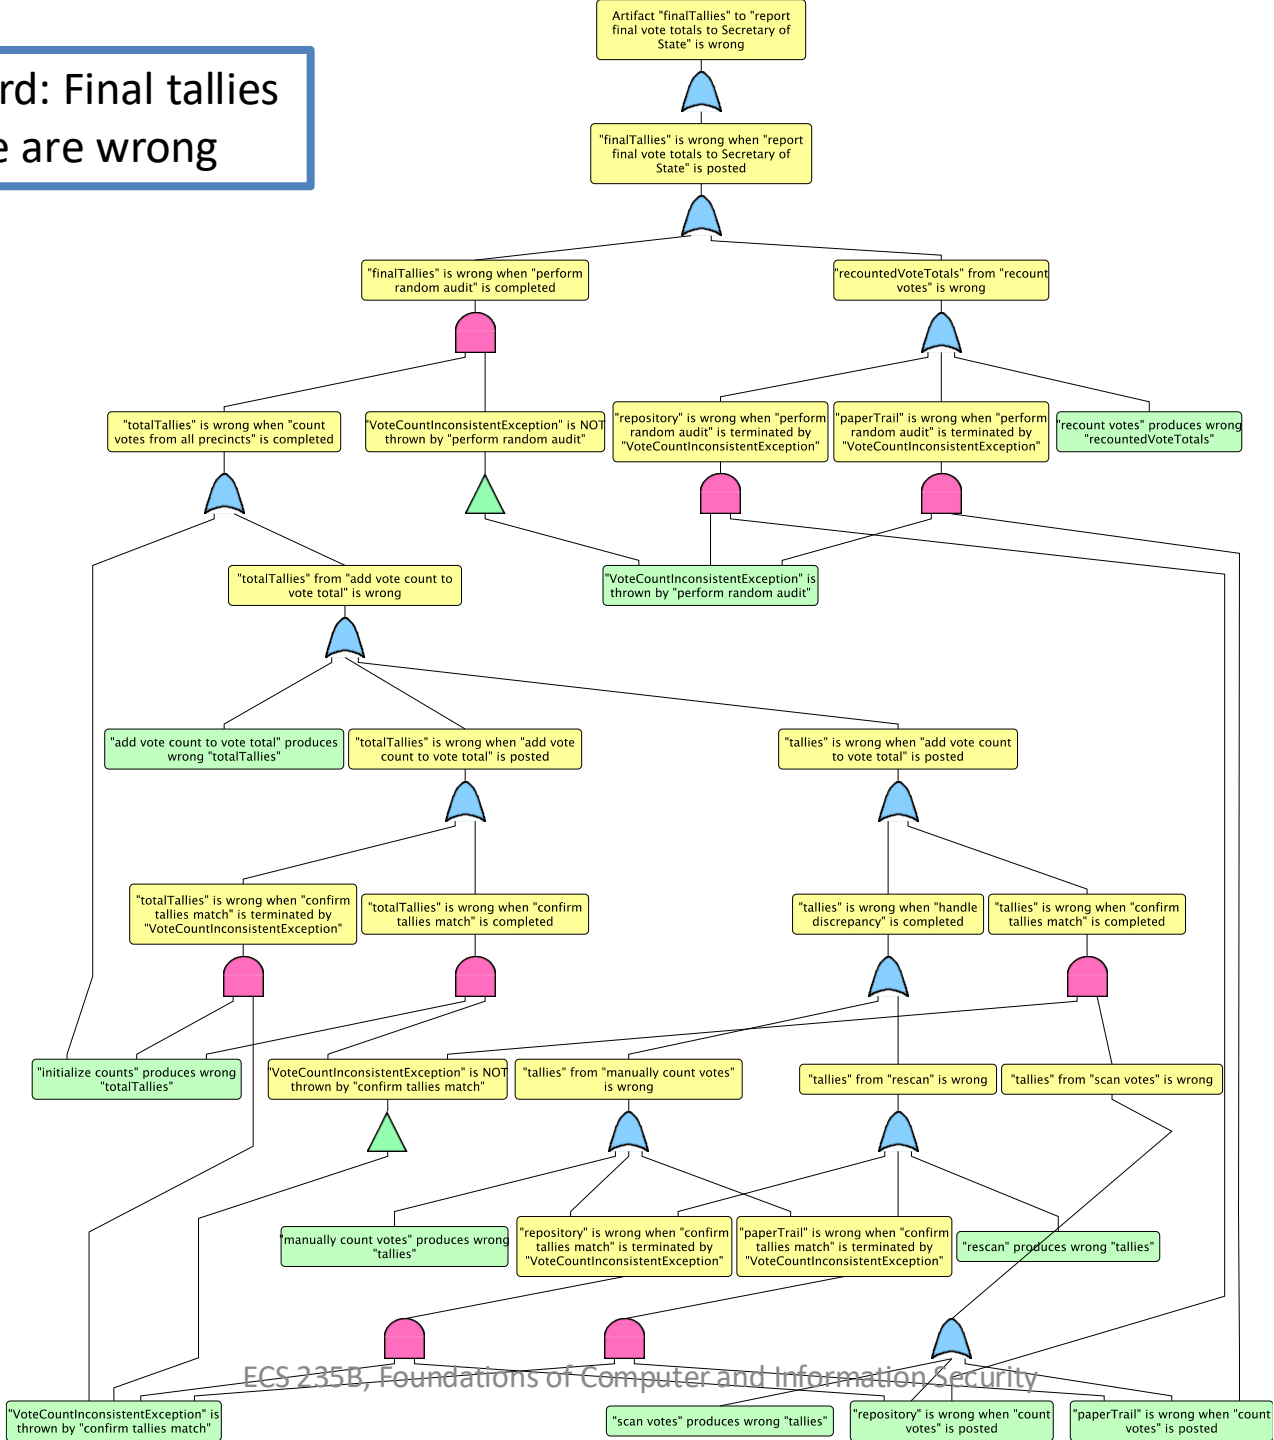 Artifact "finalTallies" to "report
final vote totals to Secretary of
State" is wrong
rd: Final tallies
e are wrong
"finalTallies" is wrong when "report
final vote totals to Secretary of
State" is posted
"finalTallies" is wrong when "perform
random audit" is completed
"recountedVoteTotals" from "recount
votes" is wrong
"totalTallies" is wrong when "count
votes from all precincts" is completed
"VoteCountInconsistentException" is NOT
thrown by "perform random audit"
"repository" is wrong when "perform
random audit" is terminated by
"VoteCountInconsistentException"
"paperTrail" is wrong when "perform
random audit" is terminated by
"VoteCountInconsistentException"
"recount votes" produces wrong
"recountedVoteTotals"
"totalTallies" from "add vote count to
vote total" is wrong
"VoteCountInconsistentException" is
thrown by "perform random audit"
"add vote count to vote total" produces
wrong "totalTallies"
"totalTallies" is wrong when "add vote
count to vote total" is posted
"tallies" is wrong when "add vote count
to vote total" is posted
"totalTallies" is wrong when "confirm
tallies match" is terminated by
"VoteCountInconsistentException"
"totalTallies" is wrong when "confirm
tallies match" is completed
"tallies" is wrong when "handle
discrepancy" is completed
"tallies" is wrong when "confirm
tallies match" is completed
"initialize counts" produces wrong
"totalTallies"
"VoteCountInconsistentException" is NOT
thrown by "confirm tallies match"
"tallies" from "manually count votes"
is wrong
"tallies" from "rescan" is wrong
"tallies" from "scan votes" is wrong
"manually count votes" produces wrong
"tallies"
"repository" is wrong when "confirm
tallies match" is terminated by
"VoteCountInconsistentException"
"paperTrail" is wrong when "confirm
tallies match" is terminated by
"VoteCountInconsistentException"
"rescan" produces wrong "tallies"
ECS 235B, Foundations of Computer and Information Security
"VoteCountInconsistentException" is
thrown by "confirm tallies match"
"scan votes" produces wrong "tallies"
"repository" is wrong when "count
votes" is posted
"paperTrail" is wrong when "count
votes" is posted